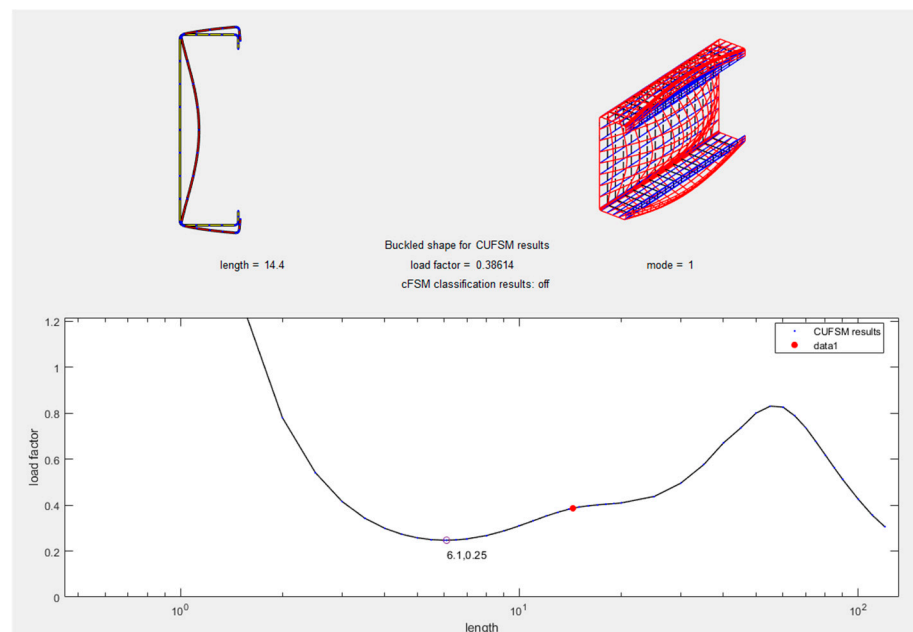 Buckled shape for CUFSM results
length = 14.4 load factor = 0.38614 mode = 1
cFSM classification results: off
CUFSM results
data1
1.2
1
0.8
0.6
0.4
0.2
0
load factor
6.1,0.25
10^0 10^1 10^2
length